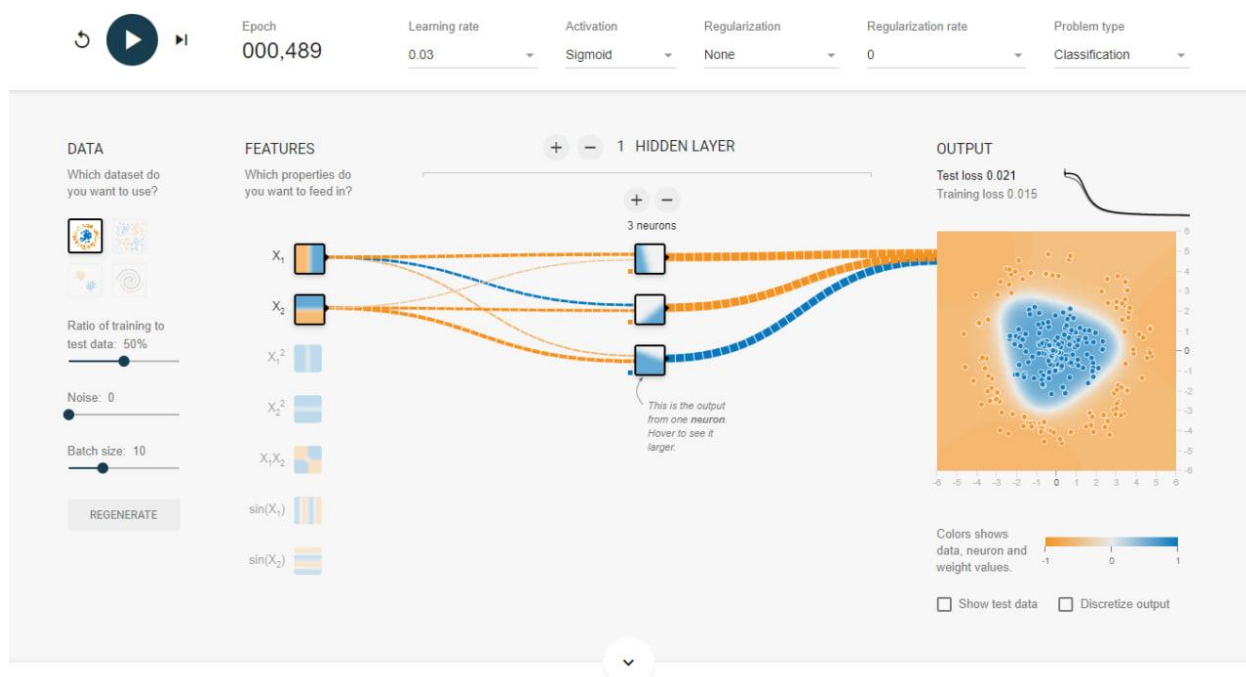 Epoch
000,489
Learning rate
0.03
Activation
Sigmoid
Regularization
None
Regularization rate
0
Problem type
Classification
DATA
Which dataset do
you want to use?
Ratio of training to
test data: 50%
Noise: 0
Batch size: 10
REGENERATE
FEATURES
Which properties do
you want to feed in?
X₁
X₂
X₁²
X₂²
X₁X₂
sin(X₁)
sin(X₂)
+ − 1 HIDDEN LAYER
+ −
3 neurons
This is the output
from one neuron.
Hover to see it
larger.
OUTPUT
Test loss 0.021
Training loss 0.015
6
5
4
3
2
1
0
-1
-2
-3
-4
-5
-6
-6 -5 -4 -3 -2 -1 0 1 2 3 4 5 6
Colors shows
data, neuron and
weight values.
-1 0 1
Show test data
Discretize output